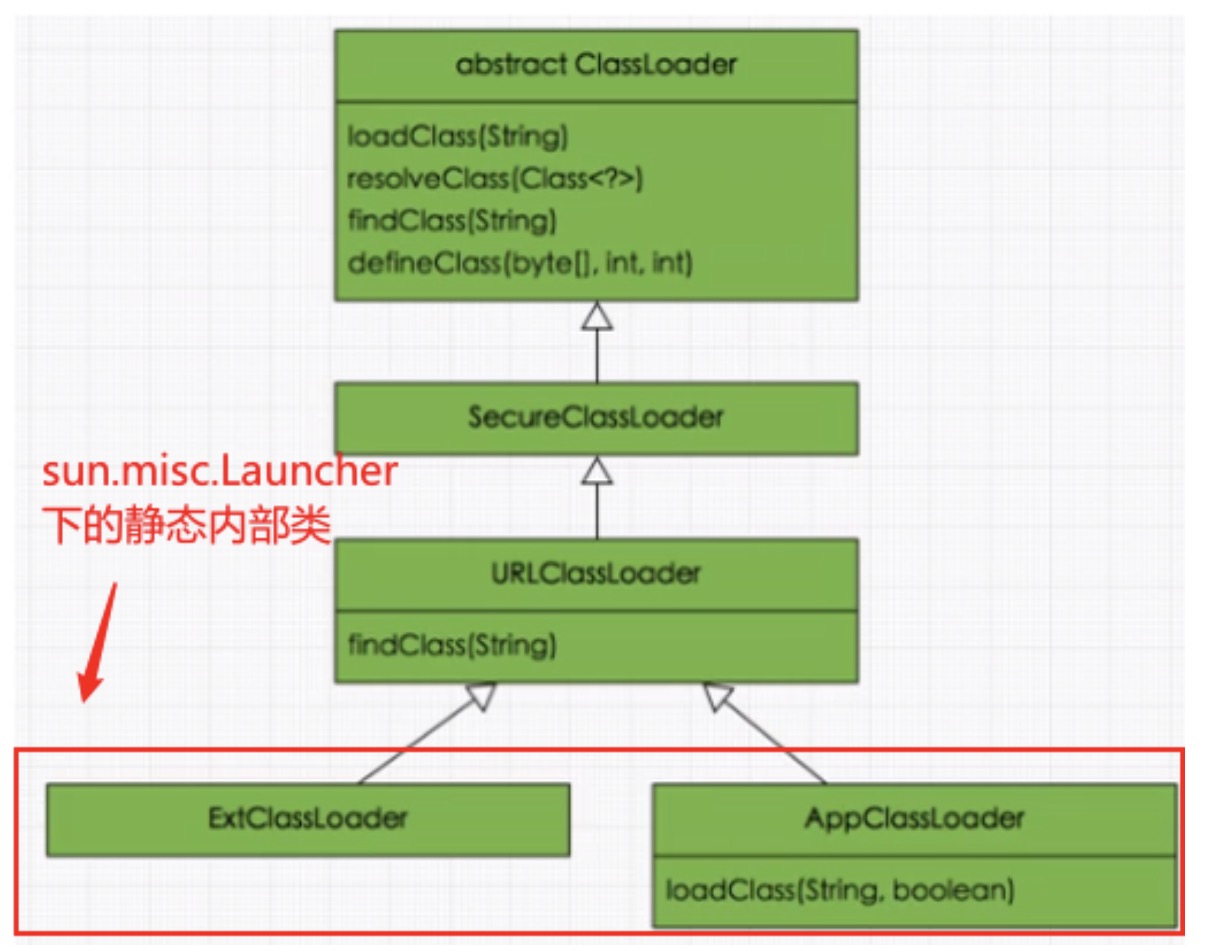 abstract ClassLoader
loadClass(String)
resolveClass(Class<?>)
findClass(String)
defineClass(byte[], int, int)
SecureClassLoader
sun.misc.Launcher
下的静态内部类
URLClassLoader
findClass(String)
ExtClassLoader
AppClassLoader
loadClass(String, boolean)